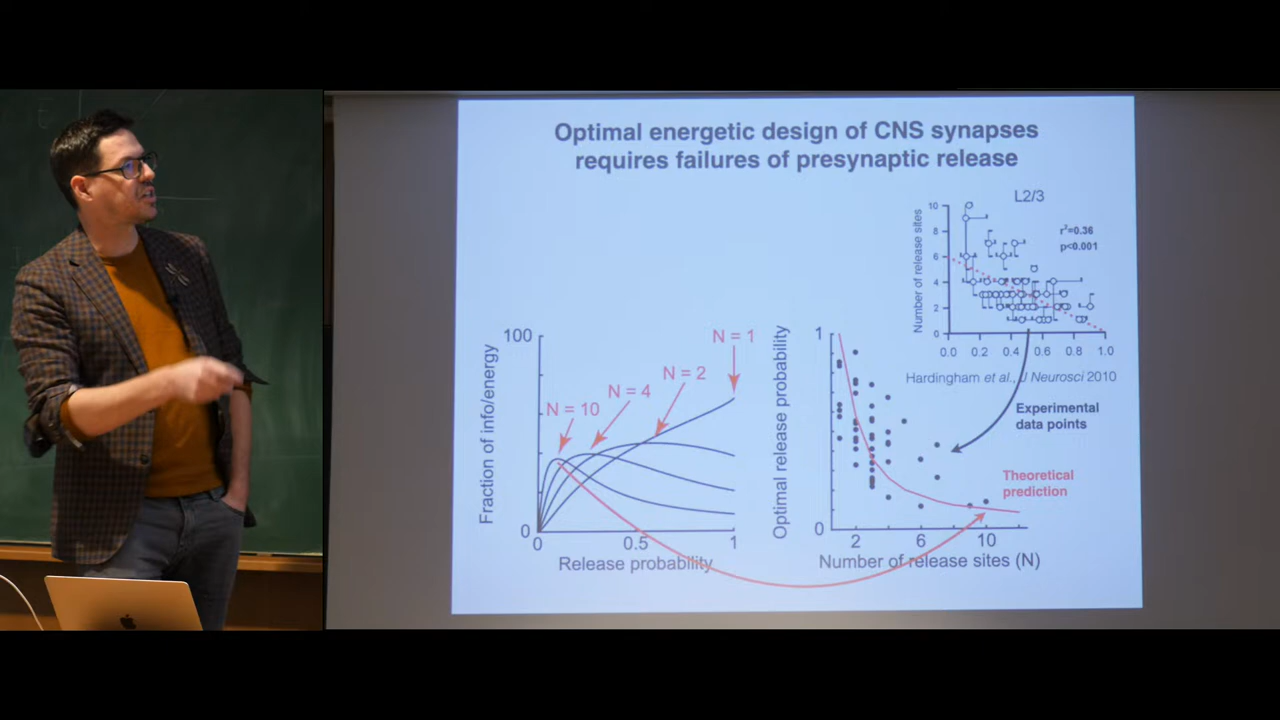 Optimal energetic design of CNS synapses
requires failures of presynaptic release
L2/3
Number of release sites
10
8
6
4
2
0
r²=0.36
p<0.001
0.0 0.2 0.4 0.6 0.8 1.0
Hardingham et al., J Neurosci 2010
Experimental
data points
Theoretical
prediction
Fraction of info/energy
100
0
N = 10
N = 4
N = 2
N = 1
0 0.5 1
Release probability
Optimal release probability
1
0
2 6 10
Number of release sites (N)